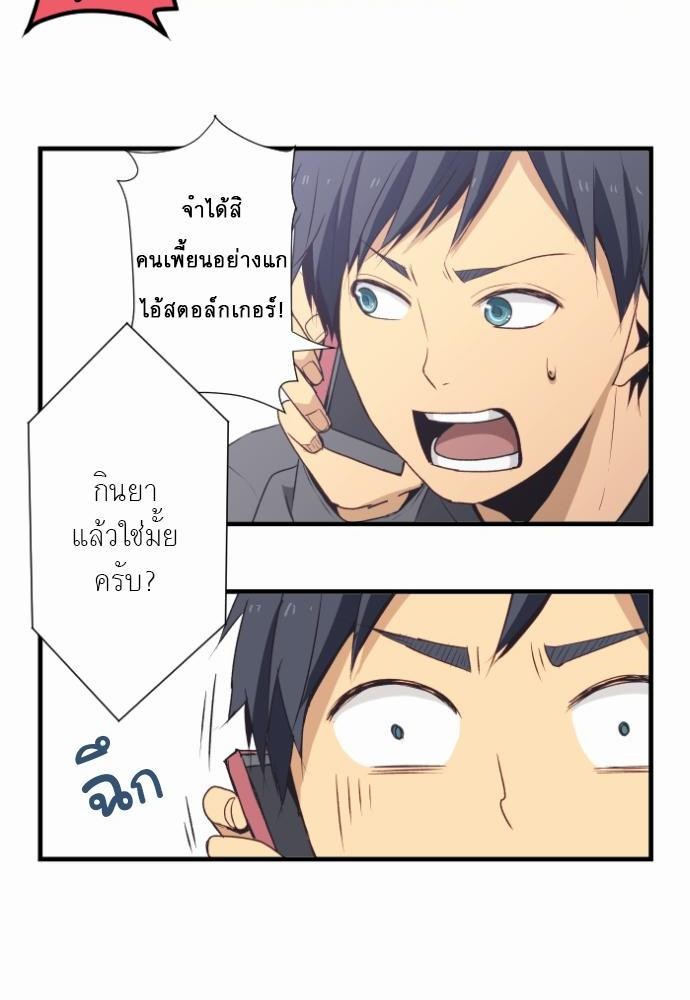 จำได้สิ
คนเพี้ยนอย่างแก
ไอ้สตอล์กเกอร์!
กินยา
แล้วใช่มั้ย
ครับ?
ฉึก